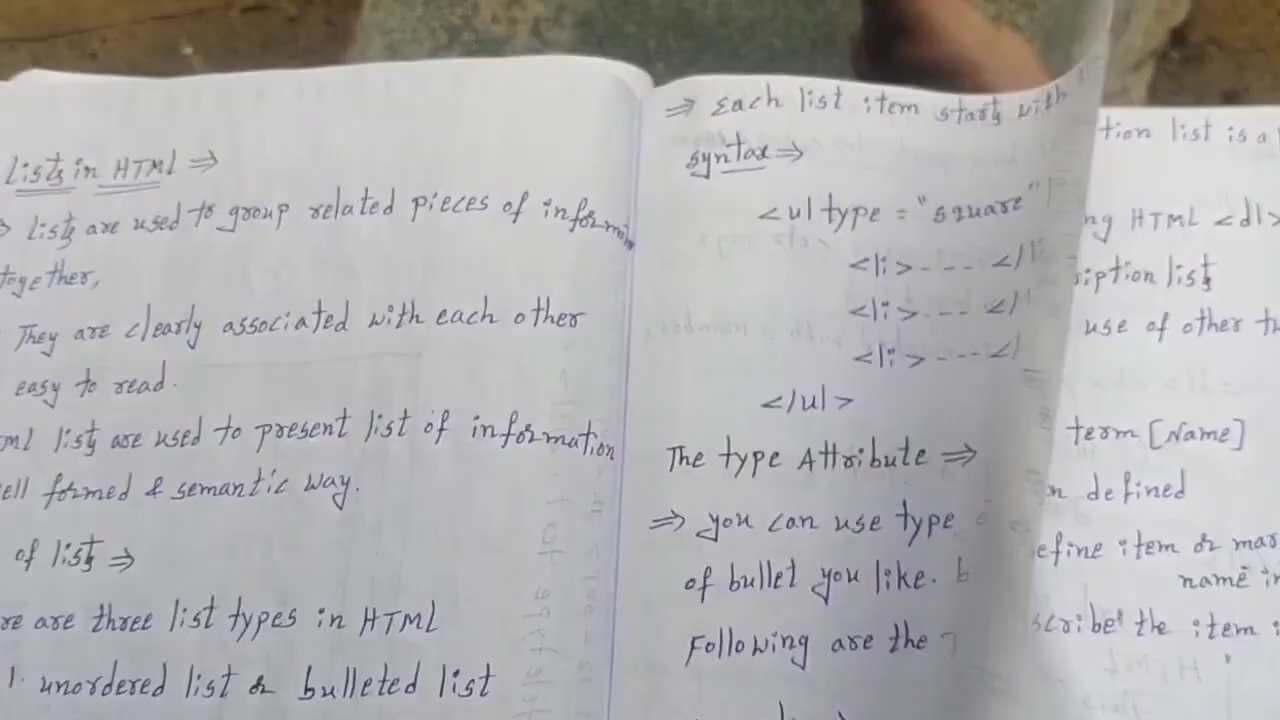 Lists in HTML ⇒
⇒ Lists are used to group related pieces of
together,
They are clearly associated with each other
easy to read.
ml lists are used to present list of information
ell formed & semantic way.
of lists ⇒
re are three list types in HTML
1. unordered list or bulleted list
⇒ Each list item starts with
syntax ⇒
<ul type = "square"
<li> - - - - </li
<li> - - - </l
<li> - - - </
</ul>
The type Attribute ⇒
⇒ you can use type
of bullet you like. b
Following are the
tion list is a
ng HTML <dl>
ription lists
use of other
term [Name]
n defined
efine item or
name in
scribe the item